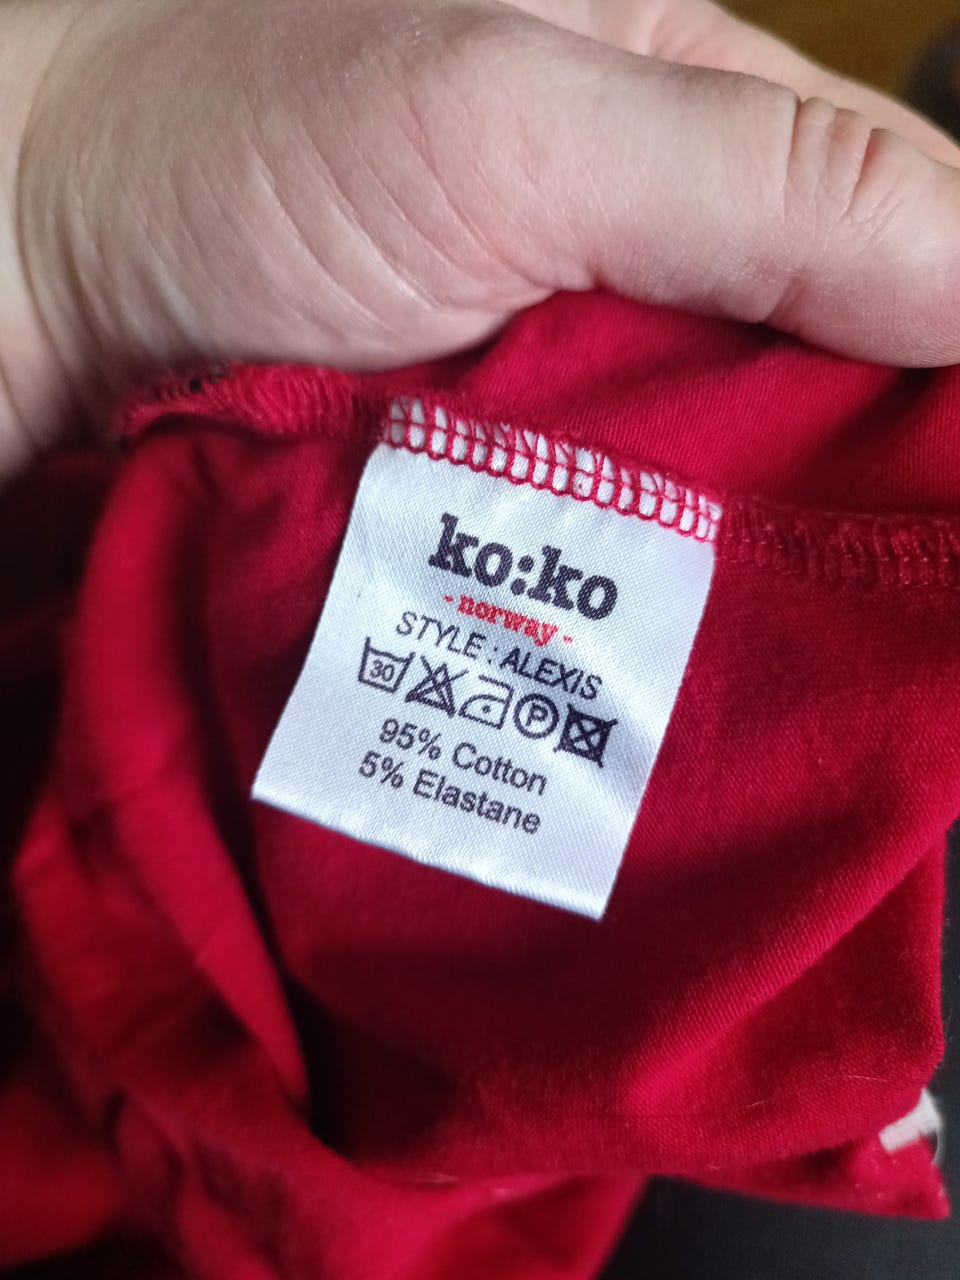 ko:ko
- norway -
STYLE : ALEXIS
30 P
95% Cotton
5% Elastane